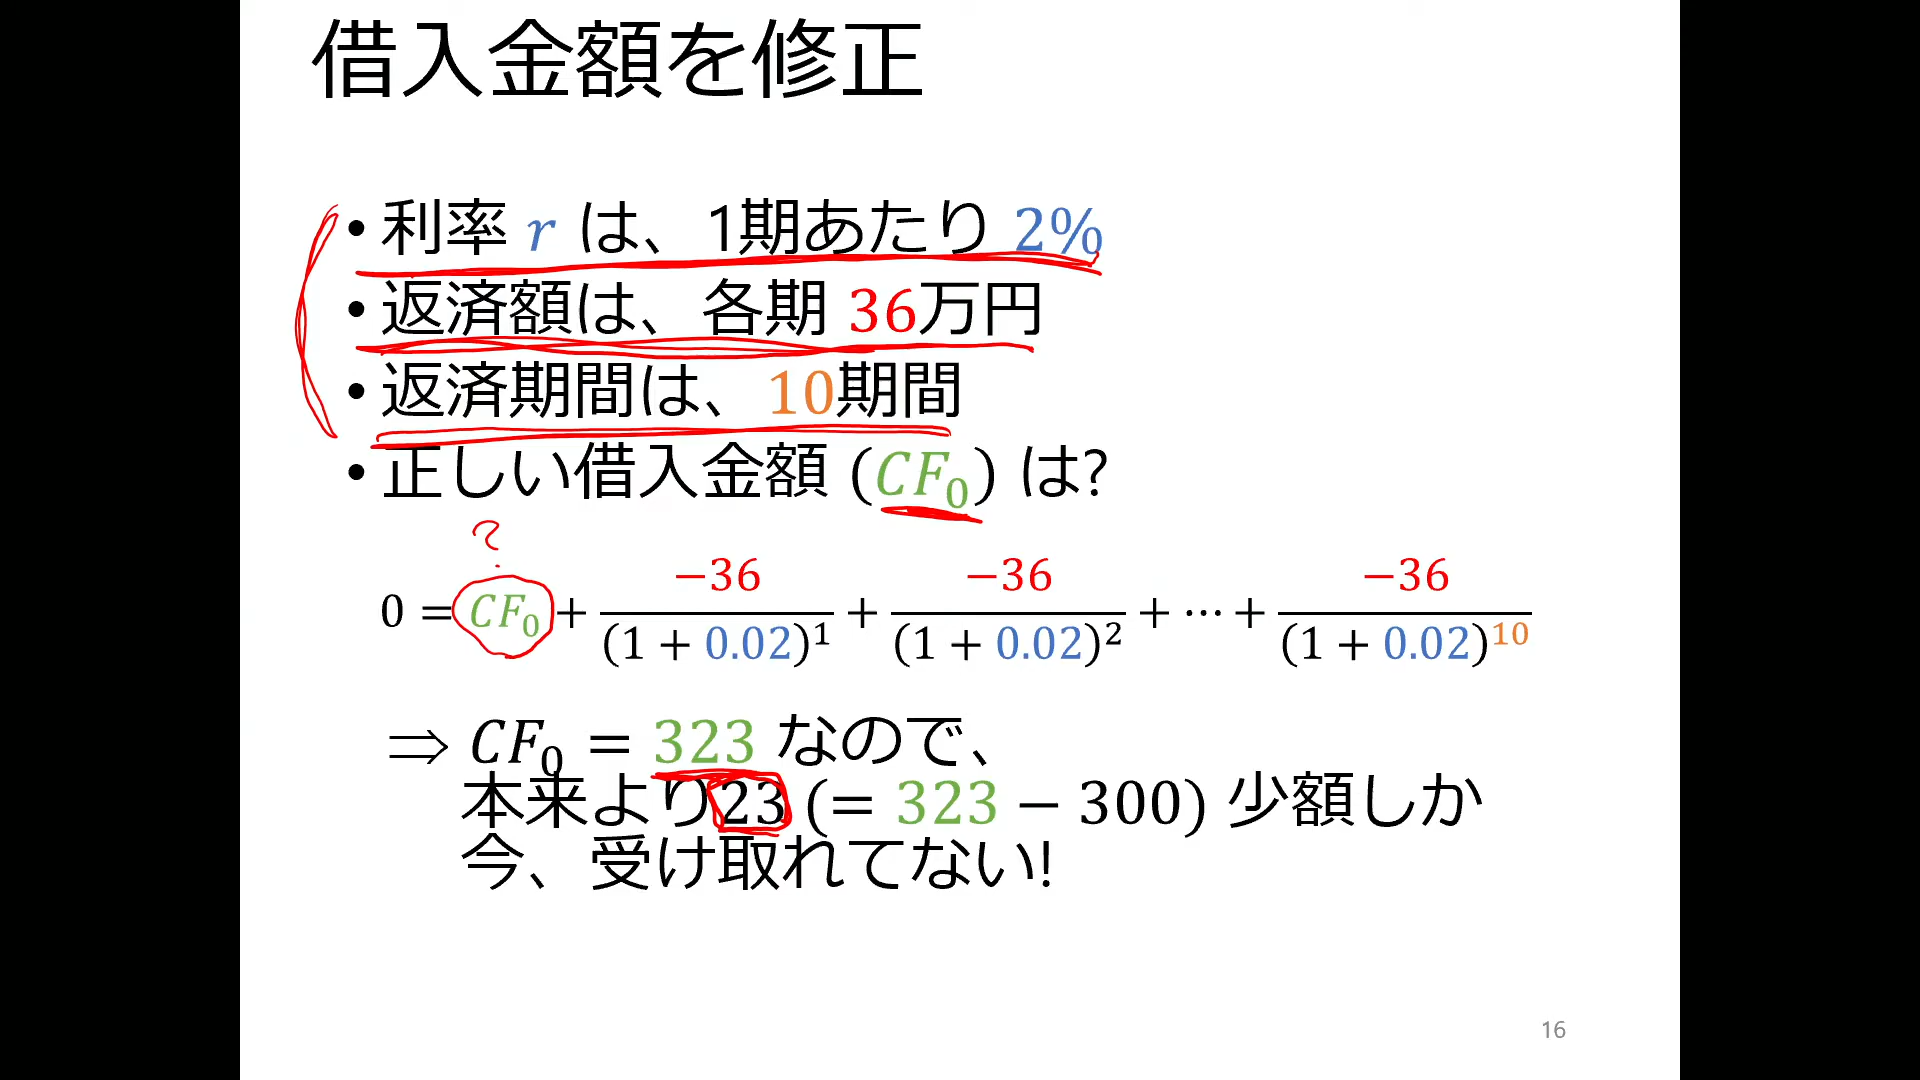 借入金額を修正
• 利率 r は、1期あたり 2%
• 返済額は、各期 36万円
• 返済期間は、10期間
• 正しい借入金額 (CF₀) は?
?
0 = CF₀ + −36/(1 + 0.02)¹ + −36/(1 + 0.02)² + ⋯ + −36/(1 + 0.02)¹⁰
⇒ CF₀ = 323 なので、
本来より23 (= 323 − 300) 少額しか
今、受け取れてない!
16